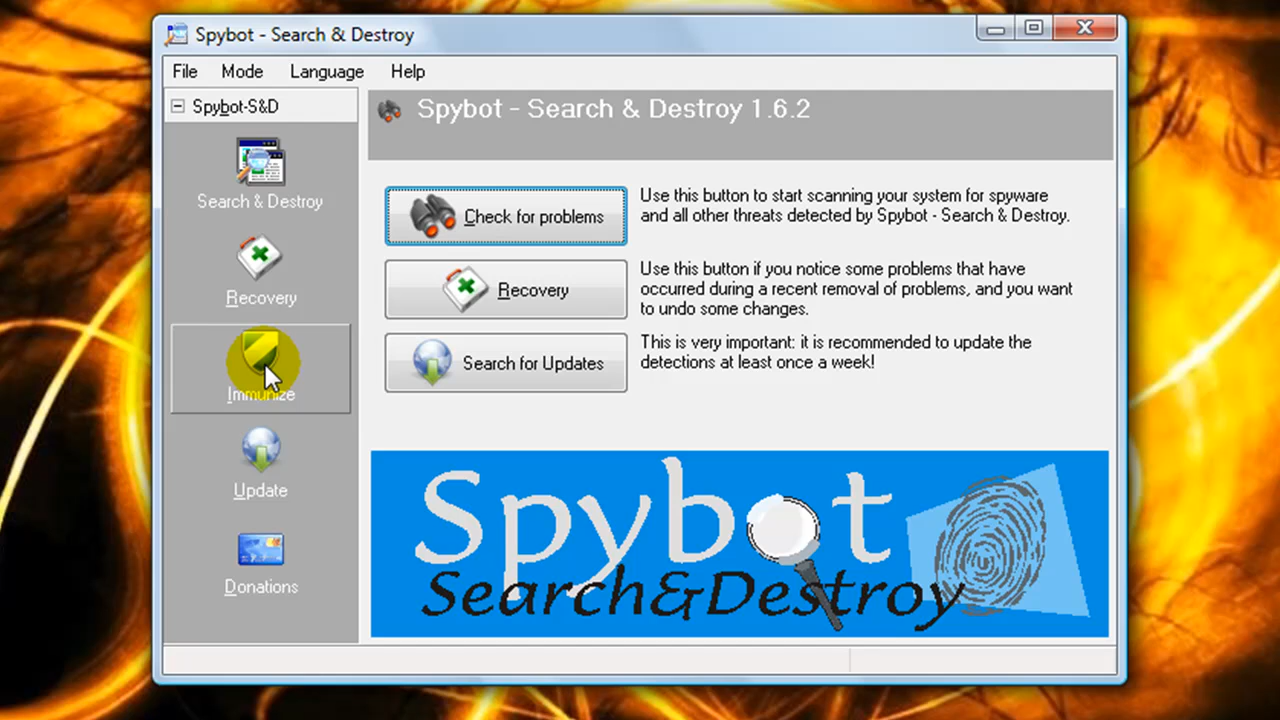 Spybot - Search & Destroy
File Mode Language Help
Spybot-S&D
Search & Destroy
Recovery
Immunize
Update
Donations
Spybot - Search & Destroy 1.6.2
Check for problems
Use this button to start scanning your system for spyware
and all other threats detected by Spybot - Search & Destroy.
Recovery
Use this button if you notice some problems that have
occurred during a recent removal of problems, and you want
to undo some changes.
Search for Updates
This is very important: it is recommended to update the
detections at least once a week!
Spybot
Search&Destroy